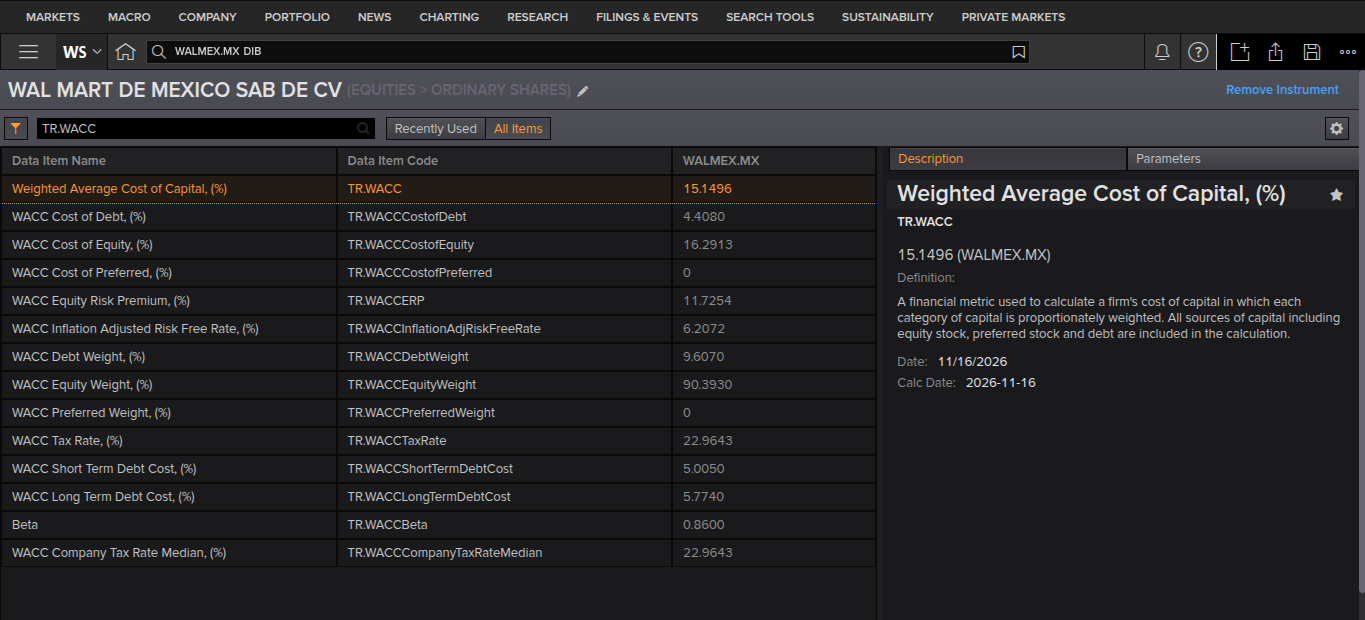 MARKETS MACRO COMPANY PORTFOLIO NEWS CHARTING RESEARCH FILINGS & EVENTS SEARCH TOOLS SUSTAINABILITY PRIVATE MARKETS
WS WALMEX.MX DIB
WAL MART DE MEXICO SAB DE CV (EQUITIES > ORDINARY SHARES) Remove Instrument
TR.WACC Recently Used All Items
Data Item Name Data Item Code WALMEX.MX
Weighted Average Cost of Capital, (%) TR.WACC 15.1496
WACC Cost of Debt, (%) TR.WACCCostofDebt 4.4080
WACC Cost of Equity, (%) TR.WACCCostofEquity 16.2913
WACC Cost of Preferred, (%) TR.WACCCostofPreferred 0
WACC Equity Risk Premium, (%) TR.WACCERP 11.7254
WACC Inflation Adjusted Risk Free Rate, (%) TR.WACCInflationAdjRiskFreeRate 6.2072
WACC Debt Weight, (%) TR.WACCDebtWeight 9.6070
WACC Equity Weight, (%) TR.WACCEquityWeight 90.3930
WACC Preferred Weight, (%) TR.WACCPreferredWeight 0
WACC Tax Rate, (%) TR.WACCTaxRate 22.9643
WACC Short Term Debt Cost, (%) TR.WACCShortTermDebtCost 5.0050
WACC Long Term Debt Cost, (%) TR.WACCLongTermDebtCost 5.7740
Beta TR.WACCBeta 0.8600
WACC Company Tax Rate Median, (%) TR.WACCCompanyTaxRateMedian 22.9643
Description Parameters
Weighted Average Cost of Capital, (%)
TR.WACC
15.1496 (WALMEX.MX)
Definition:
A financial metric used to calculate a firm's cost of capital in which each
category of capital is proportionately weighted. All sources of capital including
equity stock, preferred stock and debt are included in the calculation.
Date: 11/16/2026
Calc Date: 2026-11-16